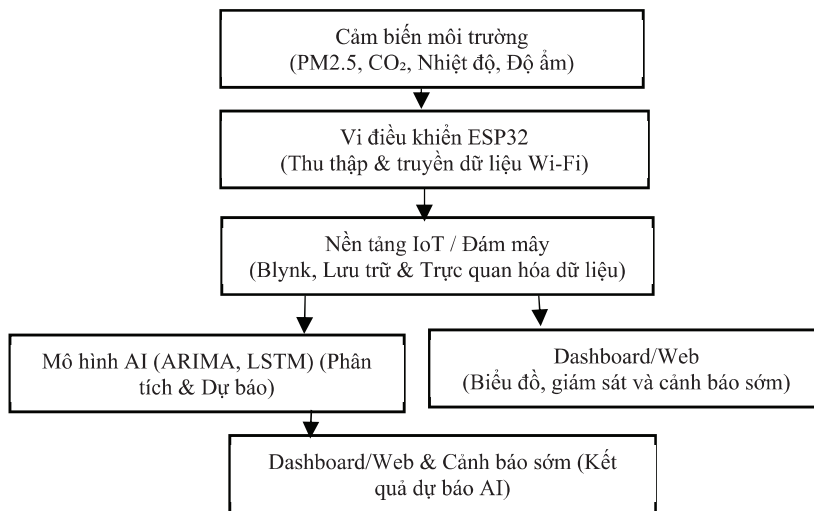 Cảm biến môi trường
(PM2.5, CO₂, Nhiệt độ, Độ ẩm)
Vi điều khiển ESP32
(Thu thập & truyền dữ liệu Wi-Fi)
Nền tảng IoT / Đám mây
(Blynk, Lưu trữ & Trực quan hóa dữ liệu)
Mô hình AI (ARIMA, LSTM) (Phân
tích & Dự báo)
Dashboard/Web
(Biểu đồ, giám sát và cảnh báo sớm)
Dashboard/Web & Cảnh báo sớm (Kết
quả dự báo AI)